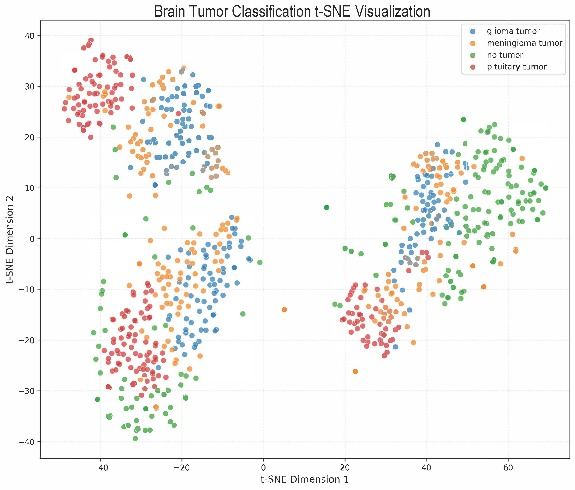 Brain Tumor Classification t-SNE Visualization
glioma tumor
meningioma tumor
no tumor
pituitary tumor
40
30
20
10
0
−10
−20
−30
−40
t-SNE Dimension 2
40
−20
0
20
40
60
t-SNE Dimension 1